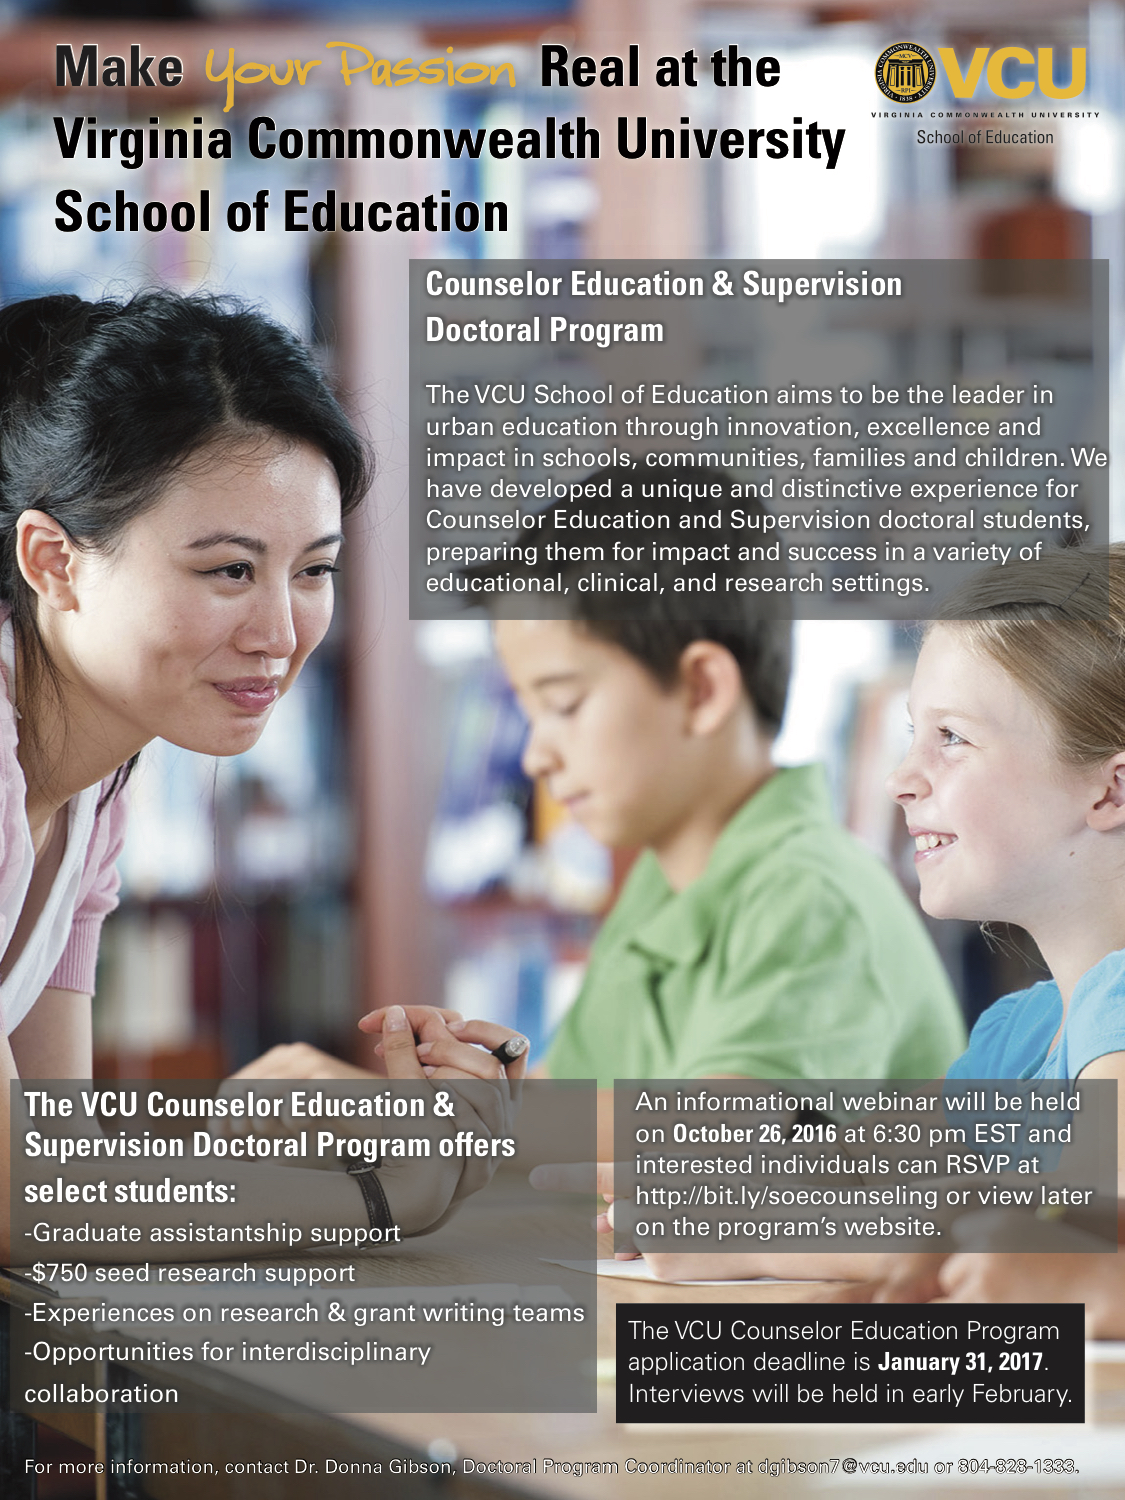 Make Your Passion Real at the
Virginia Commonwealth University
School of Education
VCU
VIRGINIA COMMONWEALTH UNIVERSITY
School of Education
Counselor Education & Supervision
Doctoral Program
The VCU School of Education aims to be the leader in
urban education through innovation, excellence and
impact in schools, communities, families and children. We
have developed a unique and distinctive experience for
Counselor Education and Supervision doctoral students,
preparing them for impact and success in a variety of
educational, clinical, and research settings.
The VCU Counselor Education &
Supervision Doctoral Program offers
select students:
-Graduate assistantship support
-$750 seed research support
-Experiences on research & grant writing teams
-Opportunities for interdisciplinary
collaboration
An informational webinar will be held
on October 26, 2016 at 6:30 pm EST and
interested individuals can RSVP at
http://bit.ly/soecounseling or view later
on the program's website.
The VCU Counselor Education Program
application deadline is January 31, 2017.
Interviews will be held in early February.
For more information, contact Dr. Donna Gibson, Doctoral Program Coordinator at dgibson7@vcu.edu or 804-828-1333.